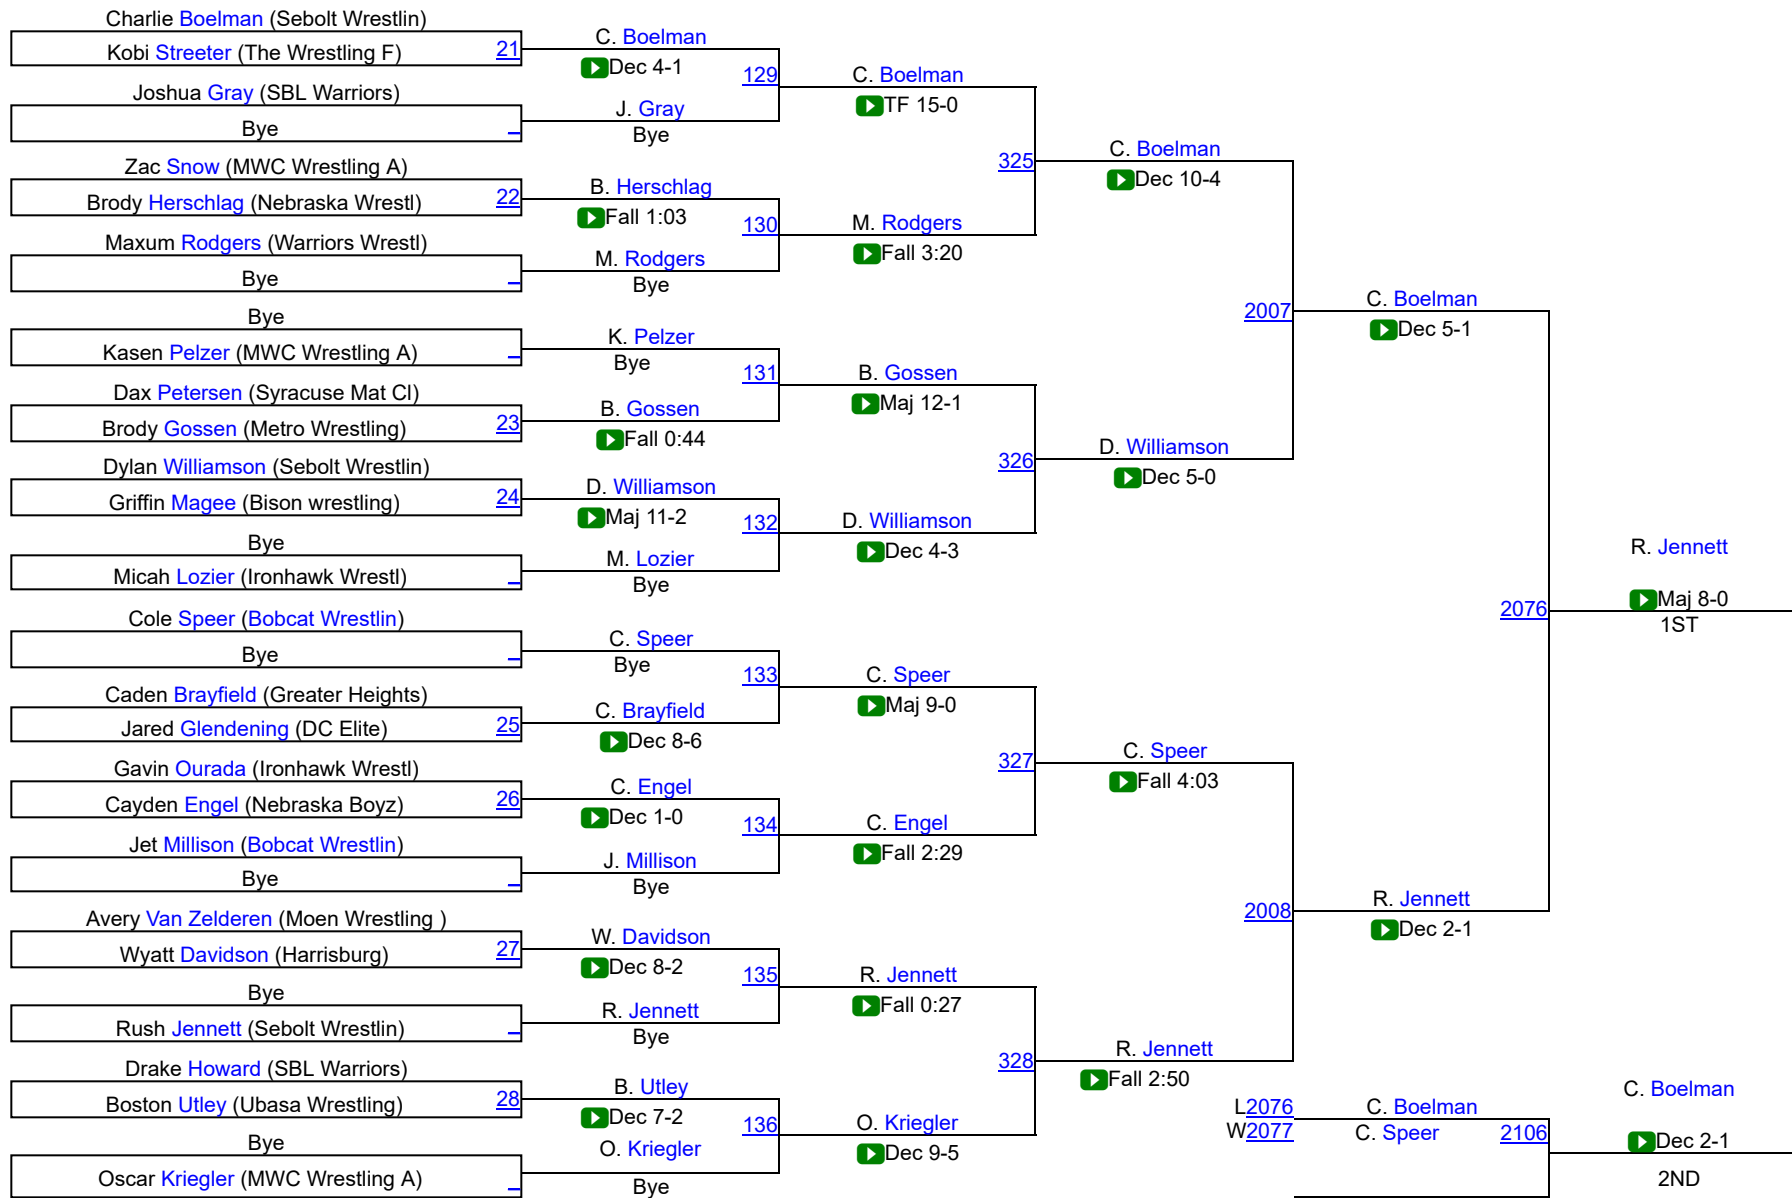 Charlie Boelman (Sebolt Wrestlin)
Kobi Streeter (The Wrestling F)
21
Joshua Gray (SBL Warriors)
Bye
_
Zac Snow (MWC Wrestling A)
Brody Herschlag (Nebraska Wrestl)
22
Maxum Rodgers (Warriors Wrestl)
Bye
_
Bye
Kasen Pelzer (MWC Wrestling A)
_
Dax Petersen (Syracuse Mat Cl)
Brody Gossen (Metro Wrestling)
23
Dylan Williamson (Sebolt Wrestlin)
Griffin Magee (Bison wrestling)
24
Bye
Micah Lozier (Ironhawk Wrestl)
_
Cole Speer (Bobcat Wrestlin)
Bye
_
Caden Brayfield (Greater Heights)
Jared Glendening (DC Elite)
25
Gavin Ourada (Ironhawk Wrestl)
Cayden Engel (Nebraska Boyz)
26
Jet Millison (Bobcat Wrestlin)
Bye
_
Avery Van Zelderen (Moen Wrestling )
Wyatt Davidson (Harrisburg)
27
Bye
Rush Jennett (Sebolt Wrestlin)
_
Drake Howard (SBL Warriors)
Boston Utley (Ubasa Wrestling)
28
Bye
Oscar Kriegler (MWC Wrestling A)
_
C. Boelman
Dec 4-1
129
J. Gray
Bye
B. Herschlag
Fall 1:03
130
M. Rodgers
Bye
K. Pelzer
Bye
131
B. Gossen
Fall 0:44
D. Williamson
Maj 11-2
132
M. Lozier
Bye
C. Speer
Bye
133
C. Brayfield
Dec 8-6
C. Engel
Dec 1-0
134
J. Millison
Bye
W. Davidson
Dec 8-2
135
R. Jennett
Bye
B. Utley
Dec 7-2
136
O. Kriegler
Bye
C. Boelman
TF 15-0
325
M. Rodgers
Fall 3:20
B. Gossen
Maj 12-1
326
D. Williamson
Dec 4-3
C. Speer
Maj 9-0
327
C. Engel
Fall 2:29
R. Jennett
Fall 0:27
328
O. Kriegler
Dec 9-5
C. Boelman
Dec 10-4
2007
D. Williamson
Dec 5-0
C. Speer
Fall 4:03
2008
R. Jennett
Fall 2:50
C. Boelman
Dec 5-1
2076
R. Jennett
Dec 2-1
R. Jennett
Maj 8-0
1ST
L2076
C. Boelman
W2077
C. Speer
2106
C. Boelman
Dec 2-1
2ND